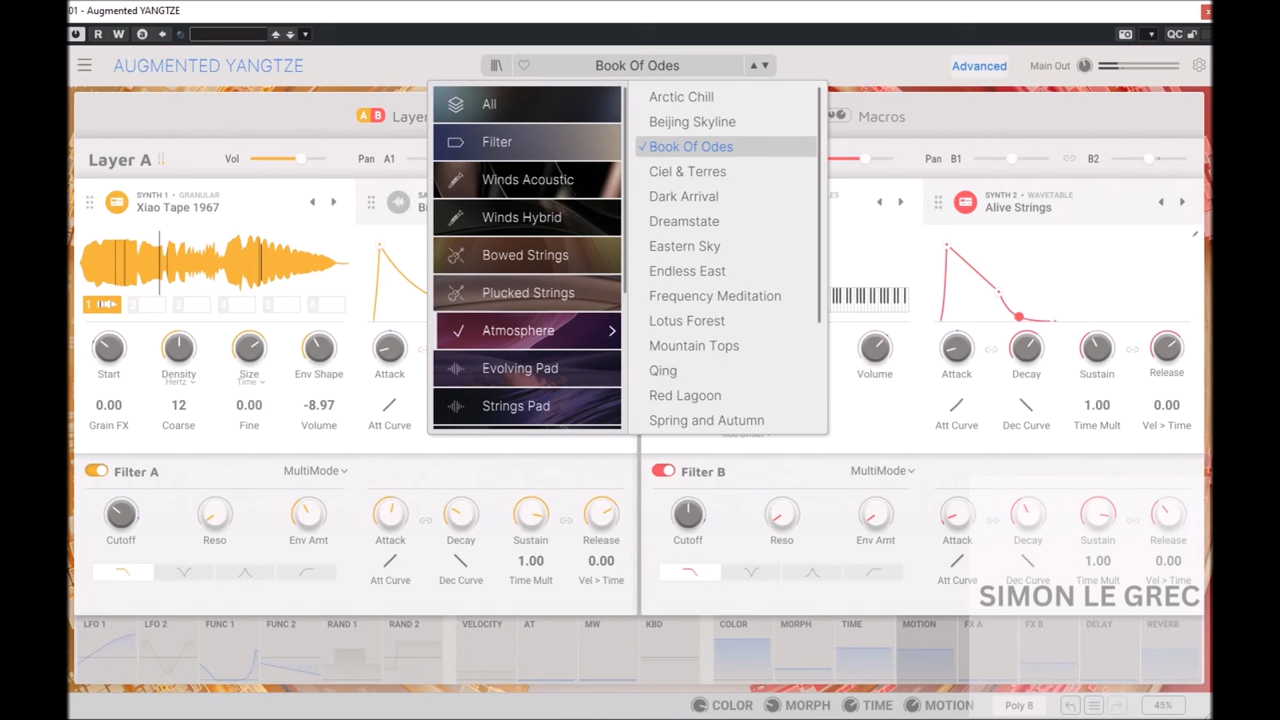 01 - Augmented YANGTZE
R W a QC
AUGMENTED YANGTZE
Book Of Odes
Advanced
Main Out
All
Filter
Winds Acoustic
Winds Hybrid
Bowed Strings
Plucked Strings
Atmosphere
Evolving Pad
Strings Pad
Arctic Chill
Beijing Skyline
Book Of Odes
Ciel & Terres
Dark Arrival
Dreamstate
Eastern Sky
Endless East
Frequency Meditation
Lotus Forest
Mountain Tops
Qing
Red Lagoon
Spring and Autumn
A B
Macros
Layer A
Vol
Pan A1
Pan B1
B2
SYNTH 1 • GRANULAR
Xiao Tape 1967
SYNTH 2 • WAVETABLE
Alive Strings
1 2 3 4 5 6
Start Density Size Env Shape Attack
Hertz Time
0.00 12 0.00 -8.97
Grain FX Coarse Fine Volume Att Curve
Volume Attack Decay Sustain Release
1.00 0.00
Att Curve Dec Curve Time Mult Vel > Time
Filter A MultiMode
Cutoff Reso Env Amt Attack Decay Sustain Release
1.00 0.00
Att Curve Dec Curve Time Mult Vel > Time
Filter B MultiMode
Cutoff Reso Env Amt Attack Decay Sustain Release
1.00 0.00
Att Curve Dec Curve Time Mult Vel > Time
SIMON LE GREC
LFO 1 LFO 2 FUNC 1 FUNC 2 RAND 1 RAND 2 VELOCITY AT MW KBD COLOR MORPH TIME MOTION FX A FX B DELAY REVERB
COLOR MORPH TIME MOTION Poly 8 45%